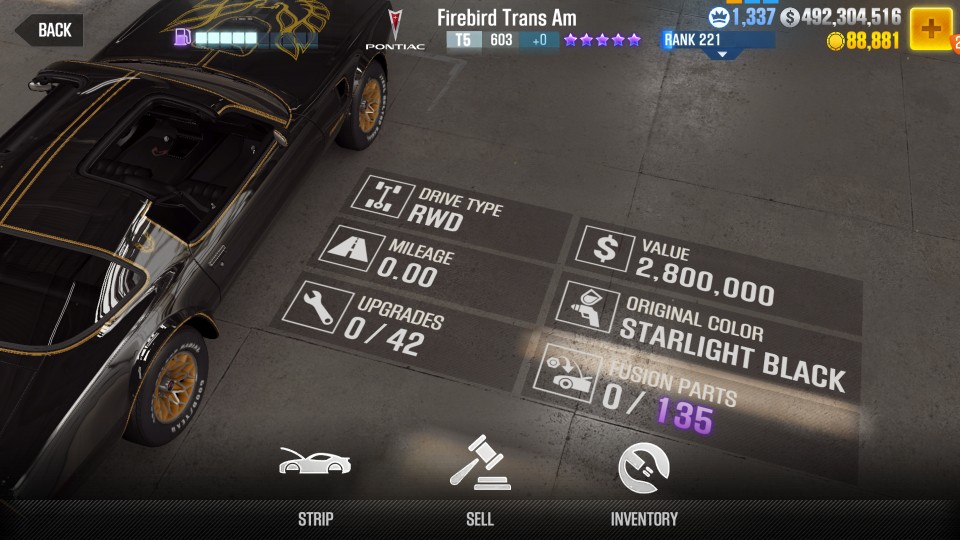 BACK
PONTIAC
Firebird Trans Am
T5 603 +0
RANK 221
1,337 $ 492,304,516
88,881
+
2
DRIVE TYPE
RWD
MILEAGE
0.00
UPGRADES
0 / 42
$
VALUE
2,800,000
ORIGINAL COLOR
STARLIGHT BLACK
FUSION PARTS
0 / 135
STRIP
SELL
INVENTORY